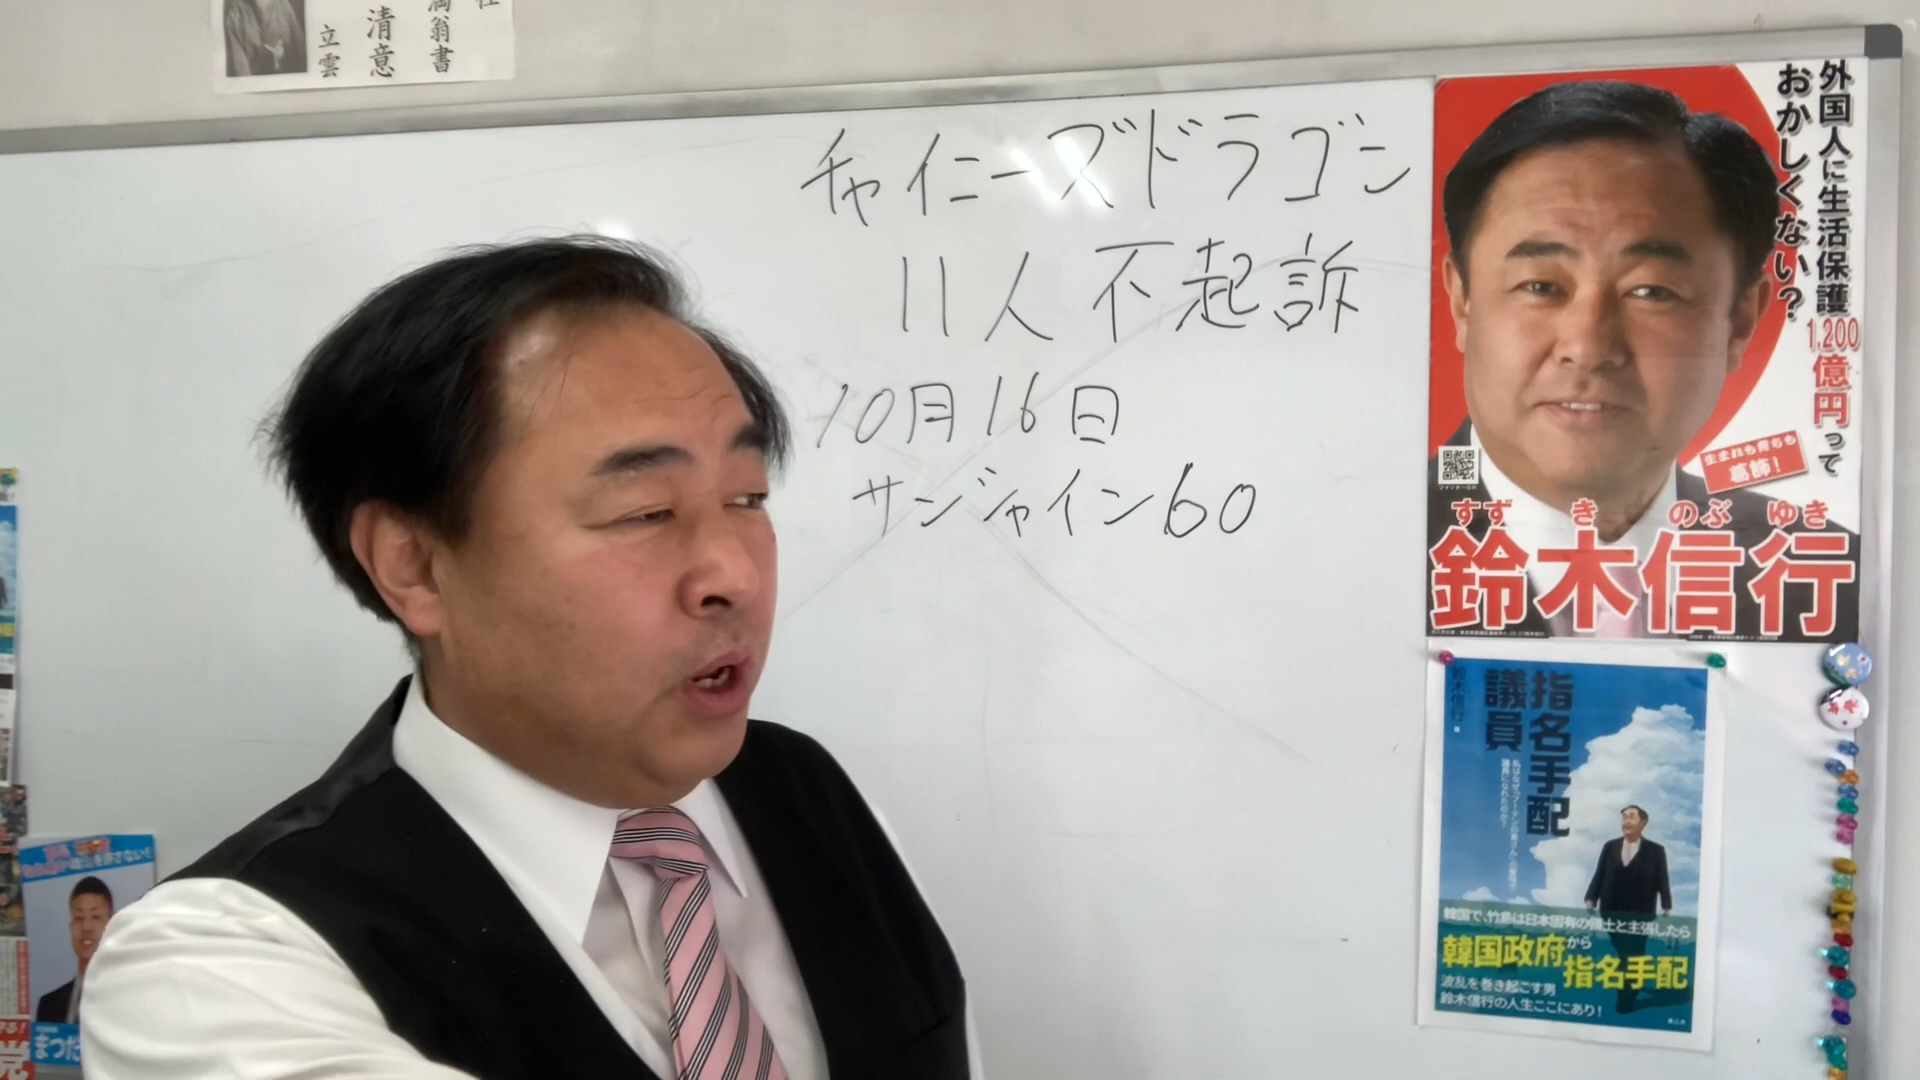 清意
立雲
翁書
チャイニーズドラゴン
11人不起訴
10月16日
サンシャイン60
外国人に生活保護1,200億円って
おかしくない?
生まれも育ちも
葛飾!
すずき のぶゆき
鈴木信行
指名手配
議員
鈴木信行
韓国で、竹島は日本固有の領土と主張したら
韓国政府から
指名手配
波乱を巻き起こす男
鈴木信行の人生ここにあり!
まつだ
党